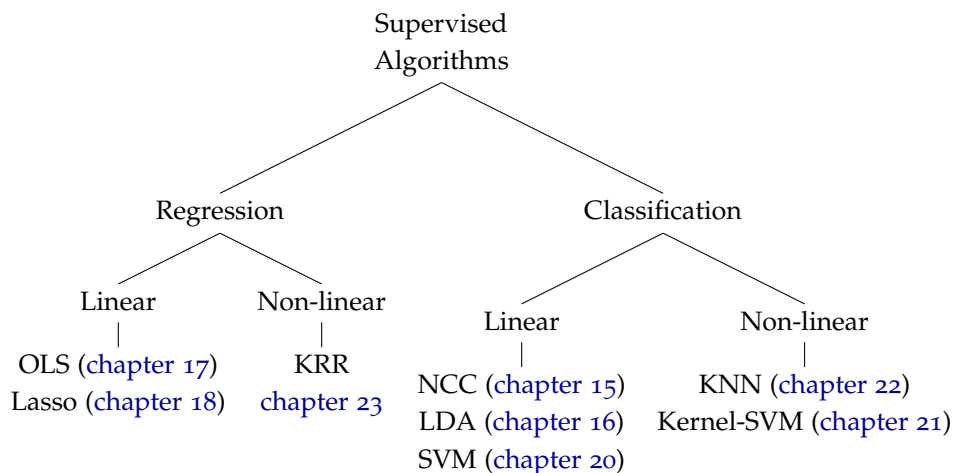 Supervised
Algorithms
Regression
Classification
Linear
Non-linear
Linear
Non-linear
OLS (chapter 17)
Lasso (chapter 18)
KRR
chapter 23
NCC (chapter 15)
LDA (chapter 16)
SVM (chapter 20)
KNN (chapter 22)
Kernel-SVM (chapter 21)